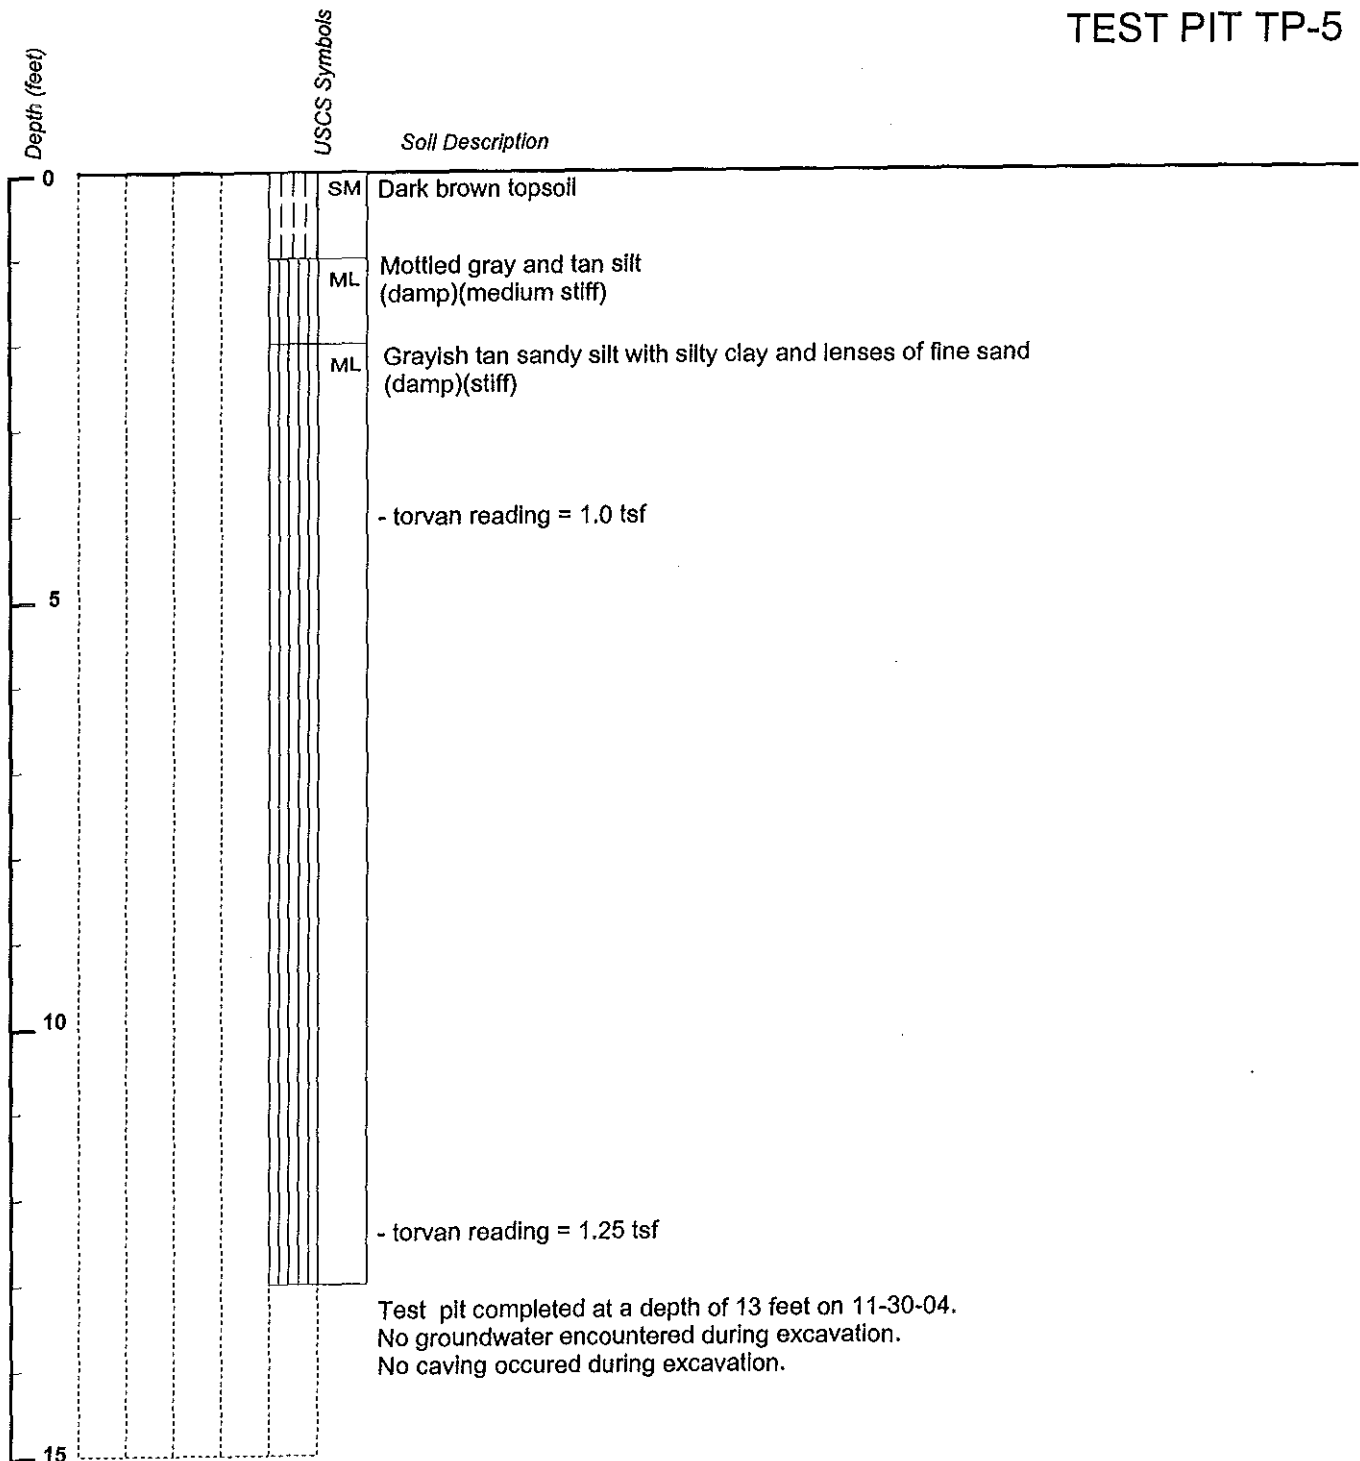 TEST PIT TP-5
Depth (feet)
USCS Symbols
Soil Description
0
SM
Dark brown topsoil
ML
Mottled gray and tan silt
(damp)(medium stiff)
ML
Grayish tan sandy silt with silty clay and lenses of fine sand
(damp)(stiff)
- torvan reading = 1.0 tsf
5
10
- torvan reading = 1.25 tsf
Test pit completed at a depth of 13 feet on 11-30-04.
No groundwater encountered during excavation.
No caving occured during excavation.
15